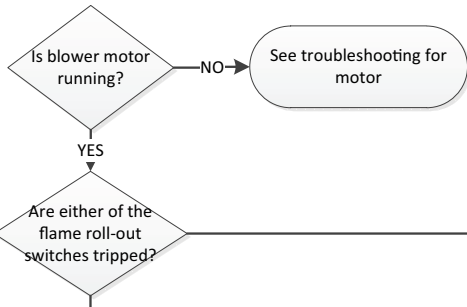 Is blower motor
running?
NO
See troubleshooting for
motor
YES
Are either of the
flame roll-out
switches tripped?